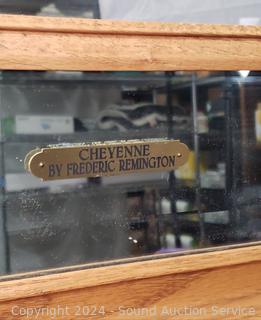 CHEYENNE
BY FREDERIC REMINGTON
Copyright 2024 - Sound Auction Service